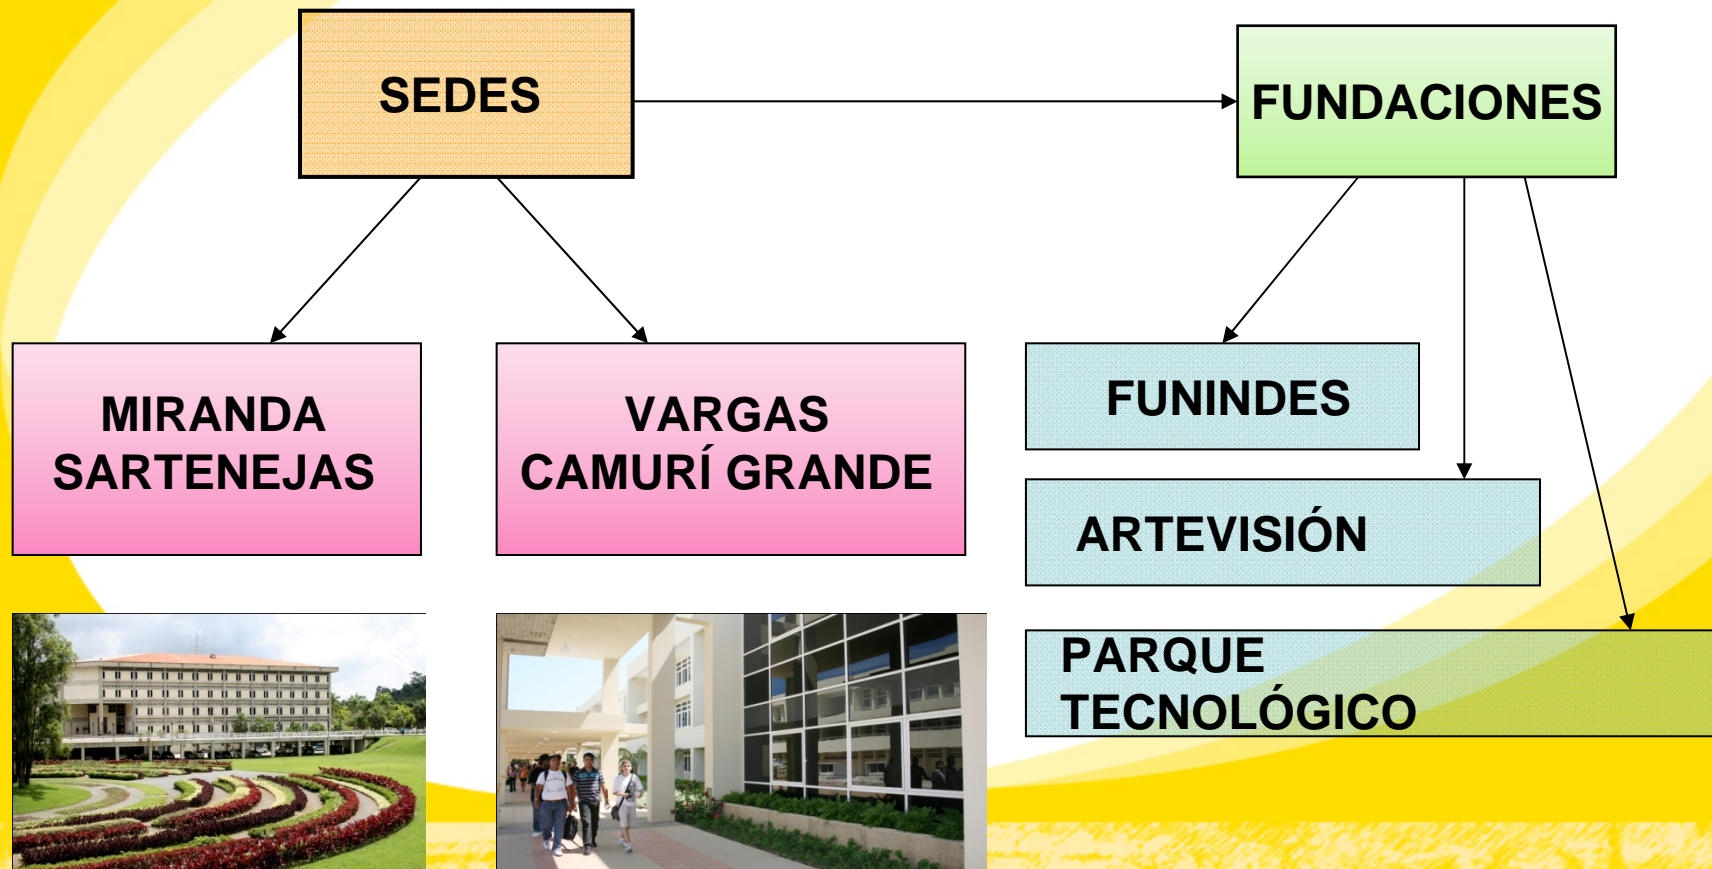 SEDES
FUNDACIONES
MIRANDA
SARTENEJAS
VARGAS
CAMURÍ GRANDE
FUNINDES
ARTEVISIÓN
PARQUE
TECNOLÓGICO